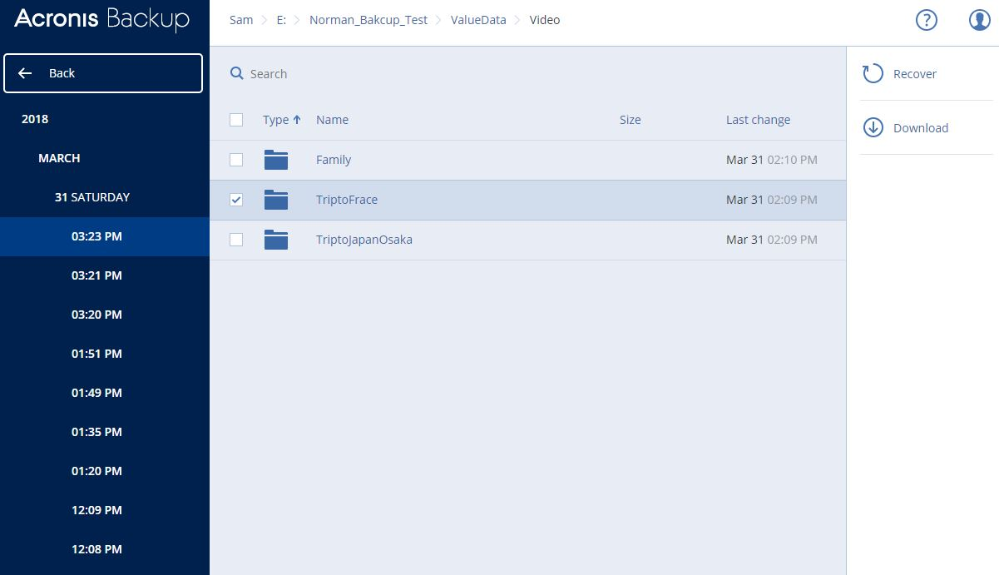 Acronis Backup
Sam > E: > Norman_Bakcup_Test > ValueData > Video
?
Back
2018
MARCH
31 SATURDAY
03:23 PM
03:21 PM
03:20 PM
01:51 PM
01:49 PM
01:35 PM
01:20 PM
12:09 PM
12:08 PM
Search
Type Name Size Last change
Family Mar 31 02:10 PM
TriptoFrace Mar 31 02:09 PM
TriptoJapanOsaka Mar 31 02:09 PM
Recover
Download